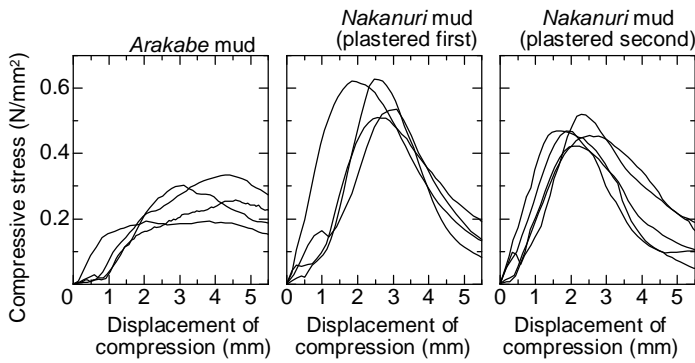 Arakabe mud
Nakanuri mud
(plastered first)
Nakanuri mud
(plastered second)
Compressive stress (N/mm²)
0.6
0.4
0.2
0
0 1 2 3 4 5
0 1 2 3 4 5
0 1 2 3 4 5
Displacement of
compression (mm)
Displacement of
compression (mm)
Displacement of
compression (mm)